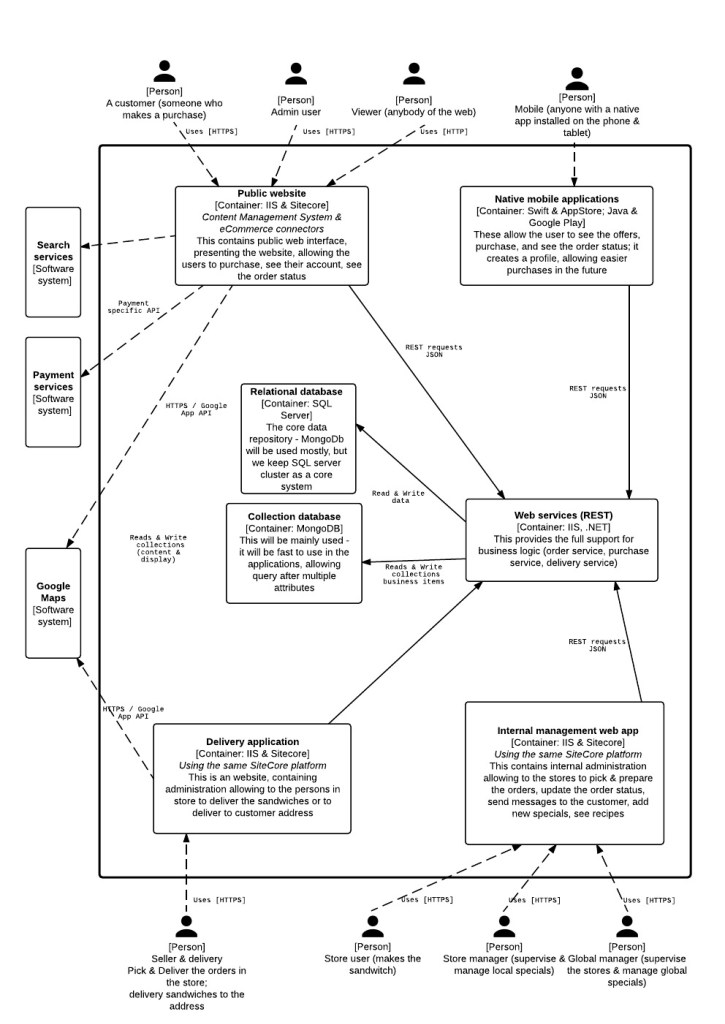 [Person]
A customer (someone who
makes a purchase)
[Person]
Admin user
[Person]
Viewer (anybody of the web)
[Person]
Mobile (anyone with a native
app installed on the phone &
tablet)
Uses [HTTPS]
Uses [HTTPS]
Uses [HTTP]
Public website
[Container: IIS & Sitecore]
Content Management System &
eCommerce connectors
This contains public web interface,
presenting the website, allowing the
users to purchase, see their account, see
the order status
Native mobile applications
[Container: Swift & AppStore; Java &
Google Play]
These allow the user to see the offers,
purchase, and see the order status; it
creates a profile, allowing easier
purchases in the future
Search
services
[Software
system]
Payment
specific API
Payment
services
[Software
system]
REST requests
JSON
REST requests
JSON
HTTPS / Google
App API
Relational database
[Container: SQL
Server]
The core data
repository - MongoDb
will be used mostly, but
we keep SQL server
cluster as a core
system
Read & Write
data
Collection database
[Container: MongoDB]
This will be mainly used -
it will be fast to use in the
applications, allowing
query after multiple
attributes
Web services (REST)
[Container: IIS, .NET]
This provides the full support for
business logic (order service, purchase
service, delivery service)
Reads & Write
collections
(content &
display)
Reads & Write
collections
business items
Google
Maps
[Software
system]
REST requests
JSON
HTTPS / Google
App API
Delivery application
[Container: IIS & Sitecore]
Using the same SiteCore platform
This is an website, containing
administration allowing to the persons in
store to deliver the sandwiches or to
deliver to customer address
Internal management web app
[Container: IIS & Sitecore]
Using the same SiteCore platform
This contains internal administration
allowing to the stores to pick & prepare
the orders, update the order status,
send messages to the customer, add
new specials, see recipes
Uses [HTTPS]
Uses [HTTPS]
Uses [HTTPS]
Uses [HTTPS]
[Person]
Seller & delivery
Pick & Deliver the orders in
the store;
delivery sandwiches to the
address
[Person]
Store user (makes the
sandwitch)
[Person]
Store manager (supervise &
manage local specials)
[Person]
Global manager (supervise
the stores & manage global
specials)